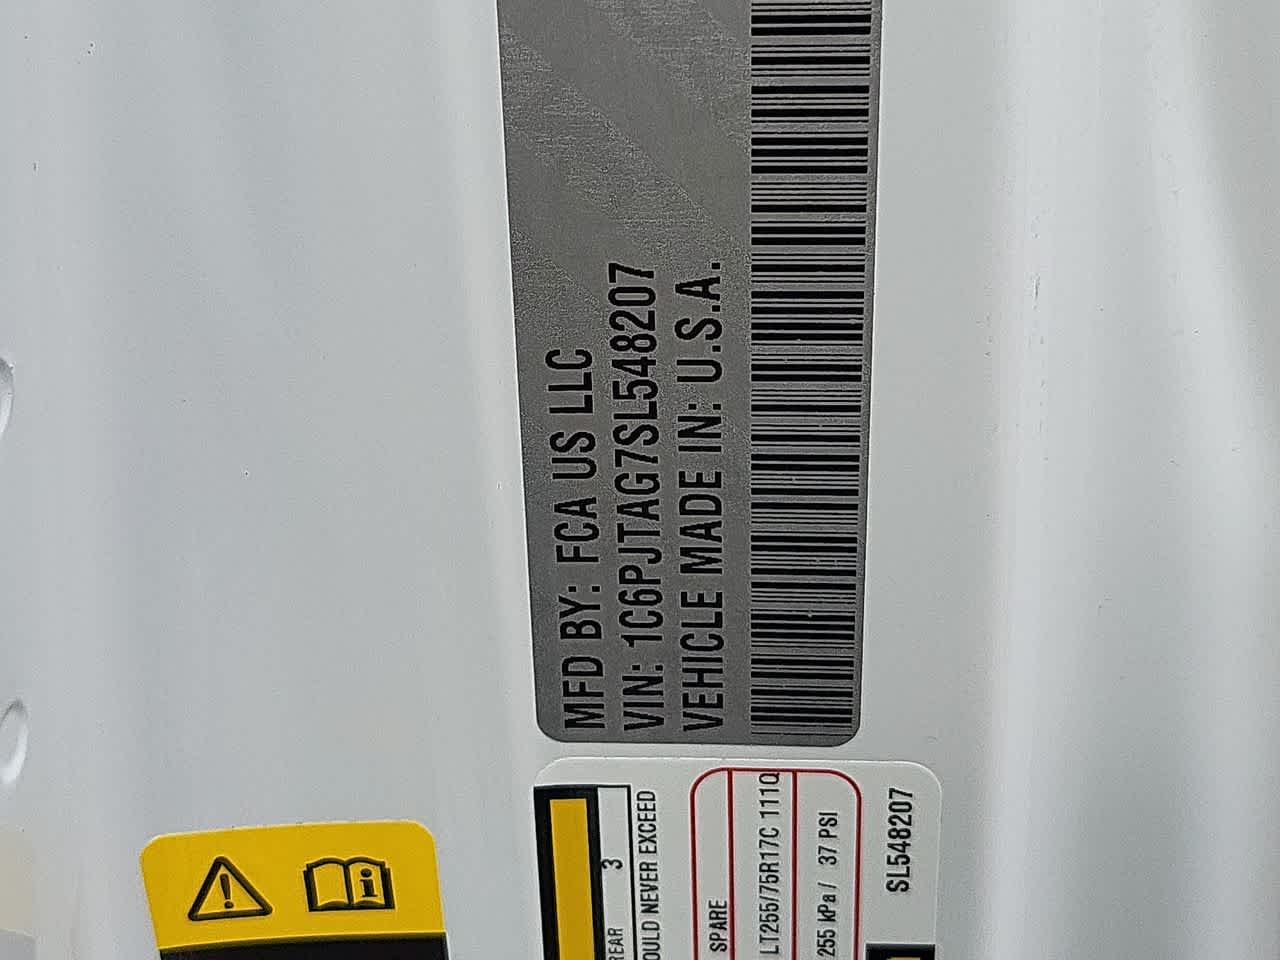 MFD BY: FCA US LLC
VIN: 1C6PJTAG7SL548207
VEHICLE MADE IN: U.S.A.
REAR 3
OULD NEVER EXCEED
SPARE
LT255/75R17C 111Q
255 kPa / 37 PSI
SL548207